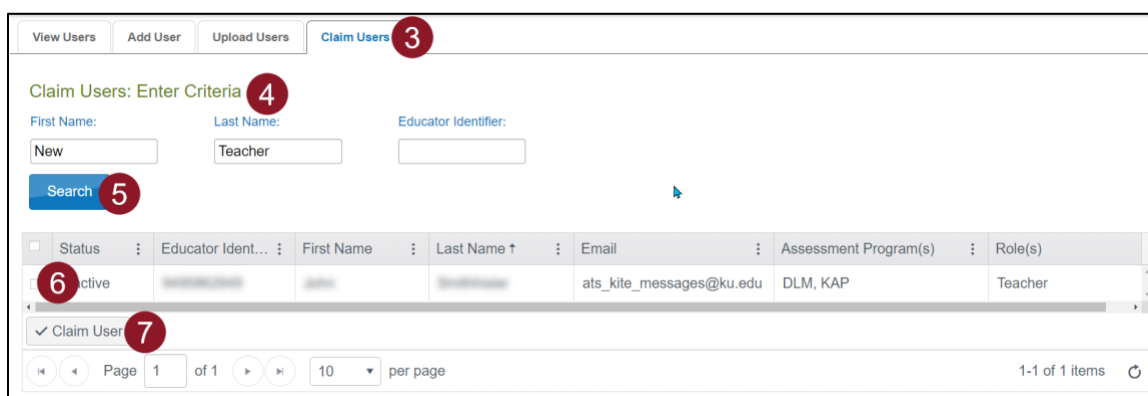 View Users Add User Upload Users Claim Users 3
Claim Users: Enter Criteria 4
First Name: Last Name: Educator Identifier:
New Teacher
Search 5
Status Educator Ident... First Name Last Name ↑ Email Assessment Program(s) Role(s)
6 ctive ats_kite_messages@ku.edu DLM, KAP Teacher
✓ Claim User 7
Page 1 of 1 10 per page 1-1 of 1 items